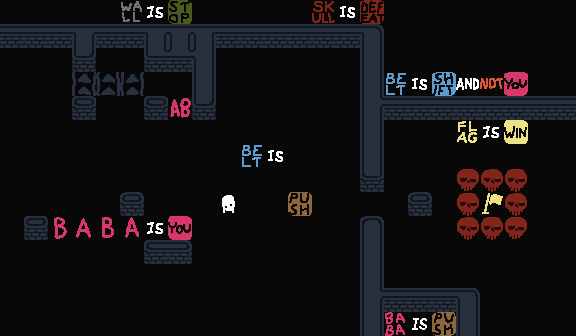 WALL IS STOP
SKULL IS DEFEAT
BELT IS SHIFT AND NOT YOU
AB
FLAG IS WIN
BELT IS
PUSH
BABA IS YOU
BABA IS PUSH